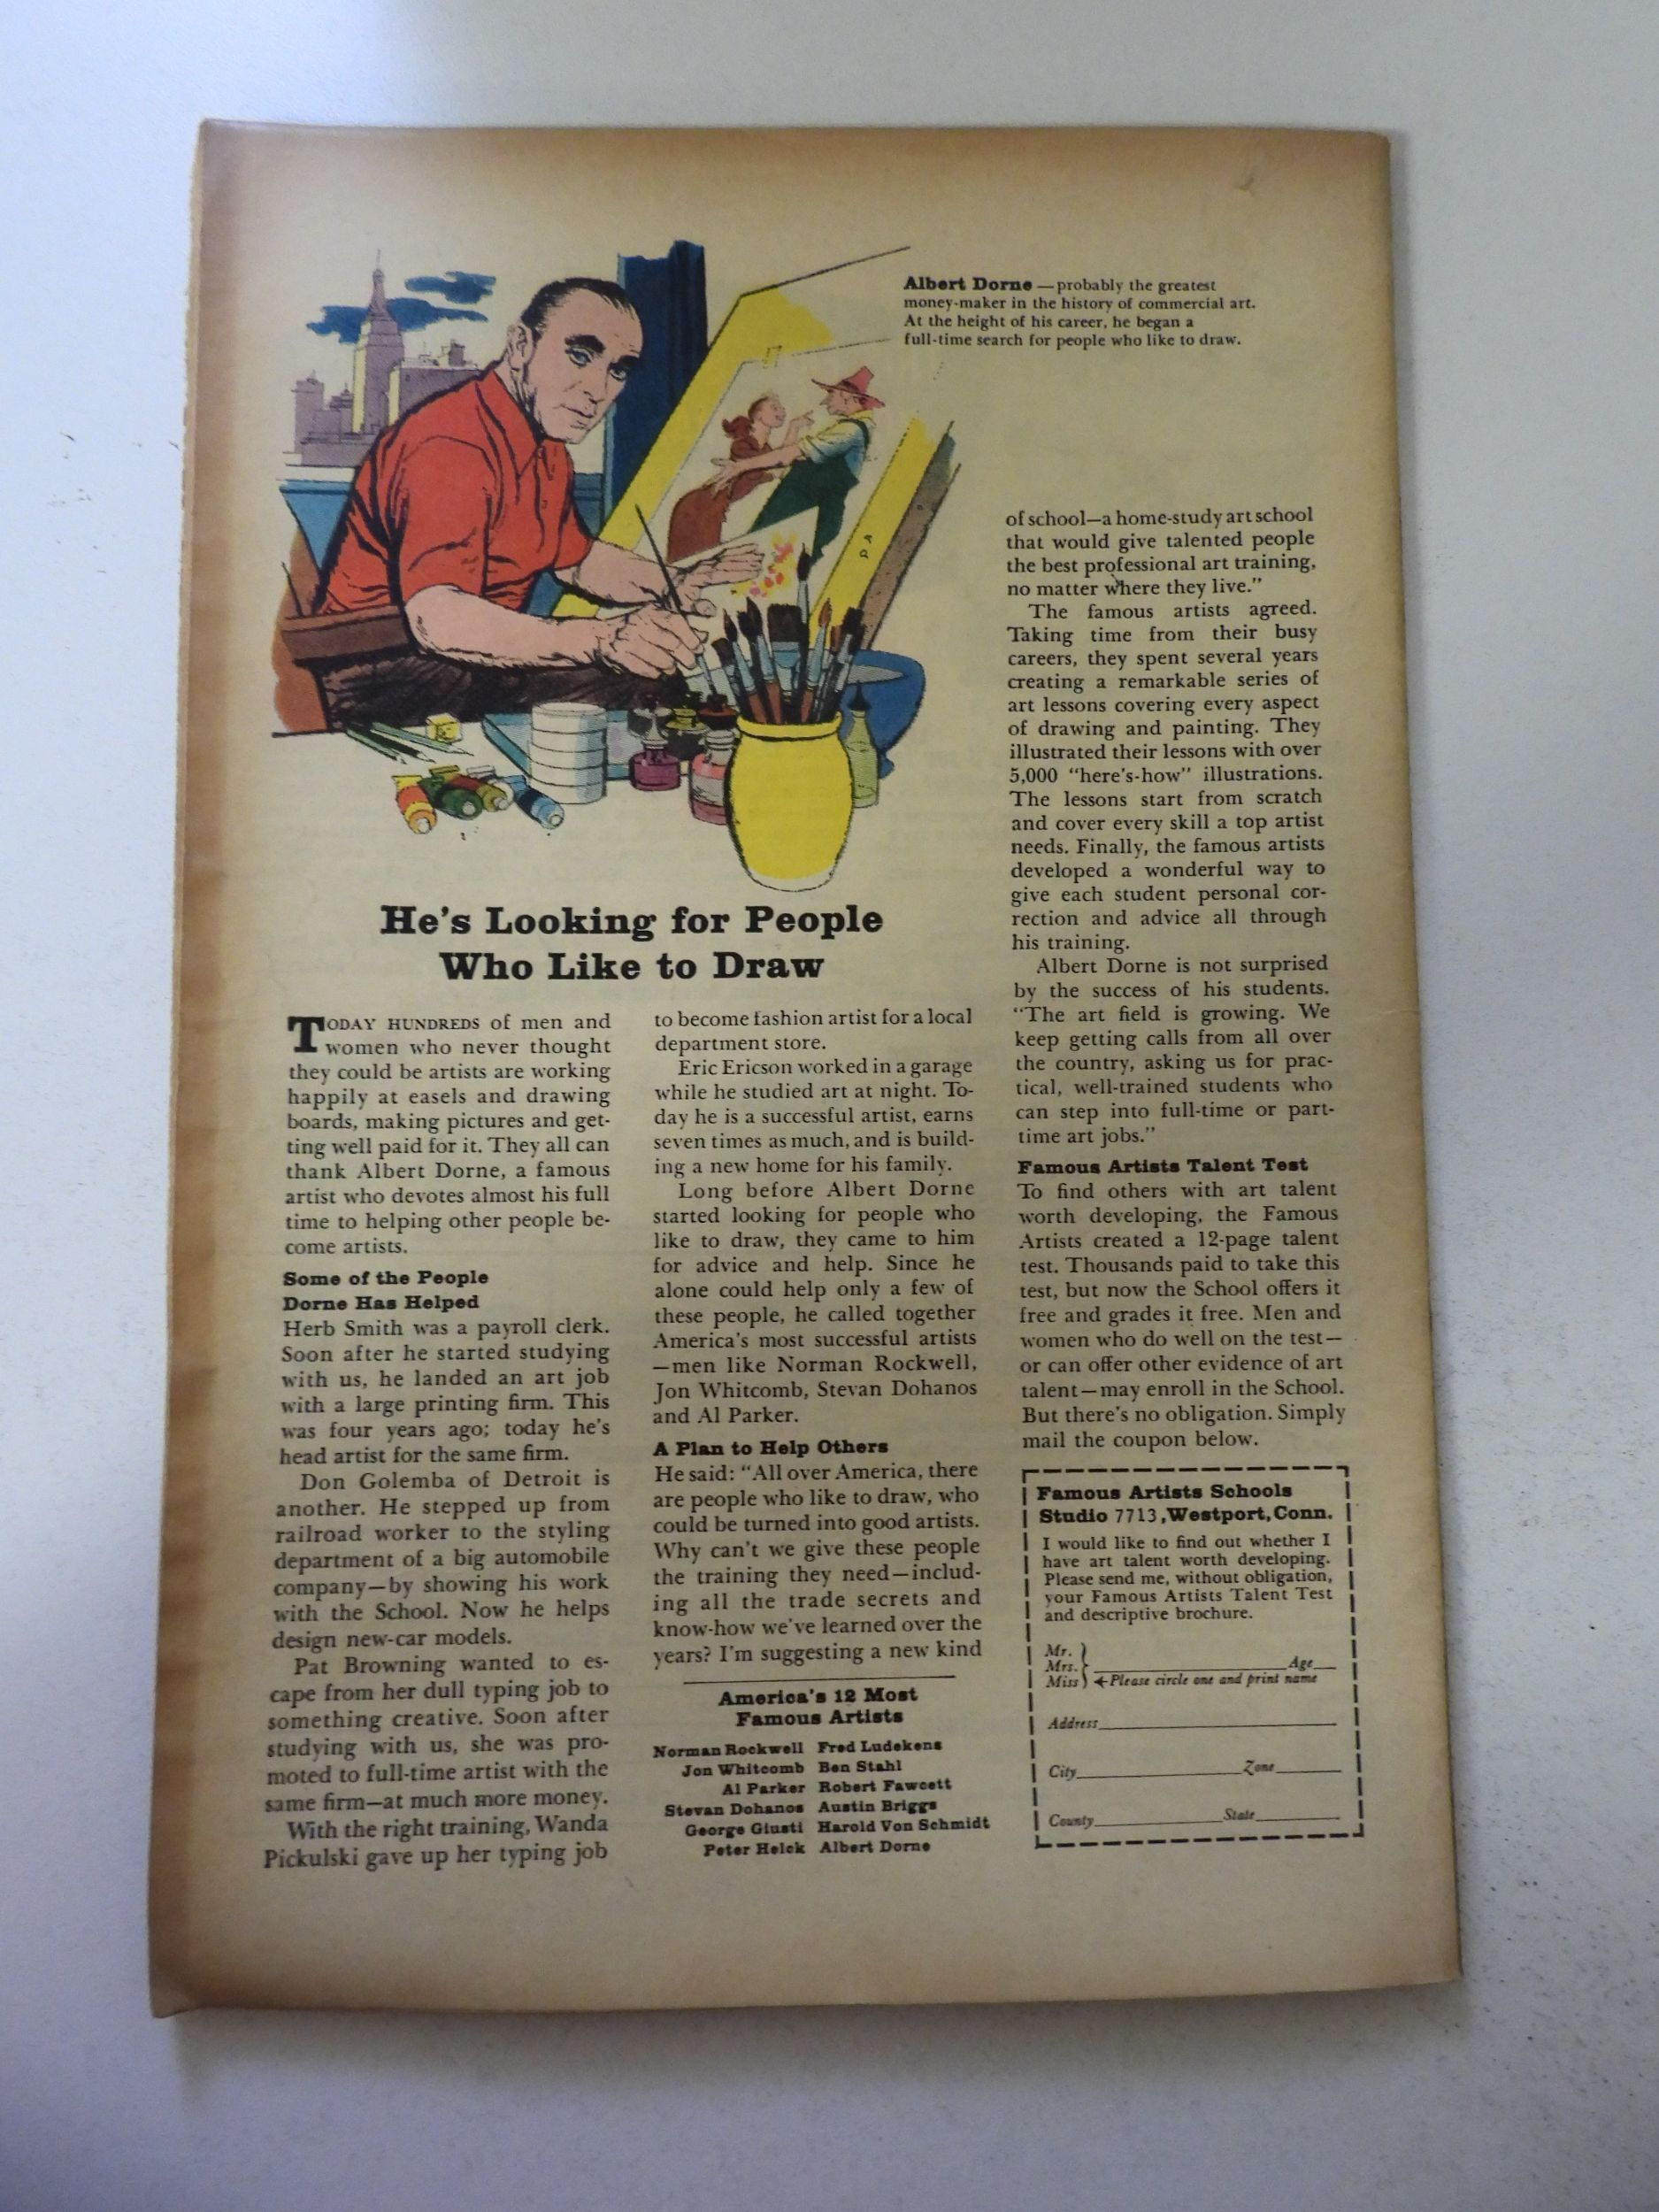 Albert Dorne — probably the greatest
money-maker in the history of commercial art.
At the height of his career, he began a
full-time search for people who like to draw.
He's Looking for People
Who Like to Draw
TODAY HUNDREDS of men and
women who never thought
they could be artists are working
happily at easels and drawing
boards, making pictures and get-
ting well paid for it. They all can
thank Albert Dorne, a famous
artist who devotes almost his full
time to helping other people be-
come artists.
Some of the People
Dorne Has Helped
Herb Smith was a payroll clerk.
Soon after he started studying
with us, he landed an art job
with a large printing firm. This
was four years ago; today he's
head artist for the same firm.
Don Golemba of Detroit is
another. He stepped up from
railroad worker to the styling
department of a big automobile
company—by showing his work
with the School. Now he helps
design new-car models.
Pat Browning wanted to es-
cape from her dull typing job to
something creative. Soon after
studying with us, she was pro-
moted to full-time artist with the
same firm—at much more money.
With the right training, Wanda
Pickulski gave up her typing job
to become fashion artist for a local
department store.
Eric Ericson worked in a garage
while he studied art at night. To-
day he is a successful artist, earns
seven times as much, and is build-
ing a new home for his family.
Long before Albert Dorne
started looking for people who
like to draw, they came to him
for advice and help. Since he
alone could help only a few of
these people, he called together
America's most successful artists
—men like Norman Rockwell,
Jon Whitcomb, Stevan Dohanos
and Al Parker.
A Plan to Help Others
He said: "All over America, there
are people who like to draw, who
could be turned into good artists.
Why can't we give these people
the training they need—includ-
ing all the trade secrets and
know-how we've learned over the
years? I'm suggesting a new kind
America's 12 Most
Famous Artists
Norman Rockwell Fred Ludekens
Jon Whitcomb Ben Stahl
Al Parker Robert Fawcett
Stevan Dohanos Austin Briggs
George Giusti Harold Von Schmidt
Peter Helck Albert Dorne
of school—a home-study art school
that would give talented people
the best professional art training,
no matter where they live."
The famous artists agreed.
Taking time from their busy
careers, they spent several years
creating a remarkable series of
art lessons covering every aspect
of drawing and painting. They
illustrated their lessons with over
5,000 "here's-how" illustrations.
The lessons start from scratch
and cover every skill a top artist
needs. Finally, the famous artists
developed a wonderful way to
give each student personal cor-
rection and advice all through
his training.
Albert Dorne is not surprised
by the success of his students.
"The art field is growing. We
keep getting calls from all over
the country, asking us for prac-
tical, well-trained students who
can step into full-time or part-
time art jobs."
Famous Artists Talent Test
To find others with art talent
worth developing, the Famous
Artists created a 12-page talent
test. Thousands paid to take this
test, but now the School offers it
free and grades it free. Men and
women who do well on the test—
or can offer other evidence of art
talent—may enroll in the School.
But there's no obligation. Simply
mail the coupon below.
Famous Artists Schools
Studio 7713, Westport, Conn.
I would like to find out whether I
have art talent worth developing.
Please send me, without obligation,
your Famous Artists Talent Test
and descriptive brochure.
Mr.
Mrs. Age
Miss ←Please circle one and print name
Address
City Zone
County State